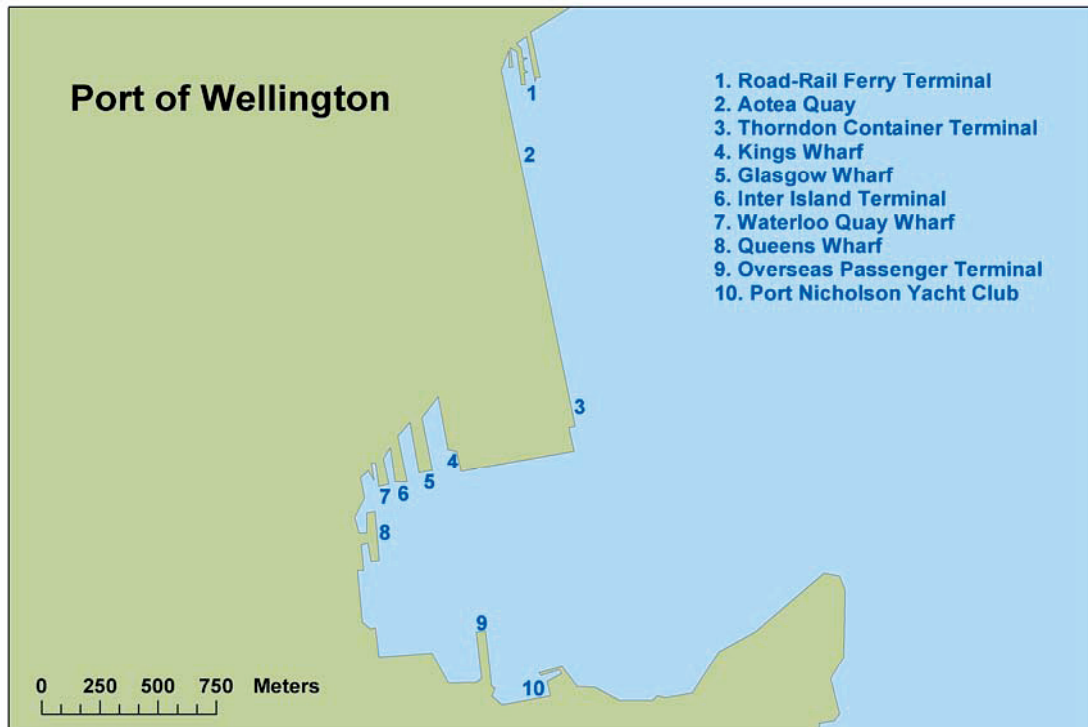 Port of Wellington
1. Road-Rail Ferry Terminal
2. Aotea Quay
3. Thorndon Container Terminal
4. Kings Wharf
5. Glasgow Wharf
6. Inter Island Terminal
7. Waterloo Quay Wharf
8. Queens Wharf
9. Overseas Passenger Terminal
10. Port Nicholson Yacht Club
1
2
3
4
5
6
7
8
9
10
0 250 500 750 Meters